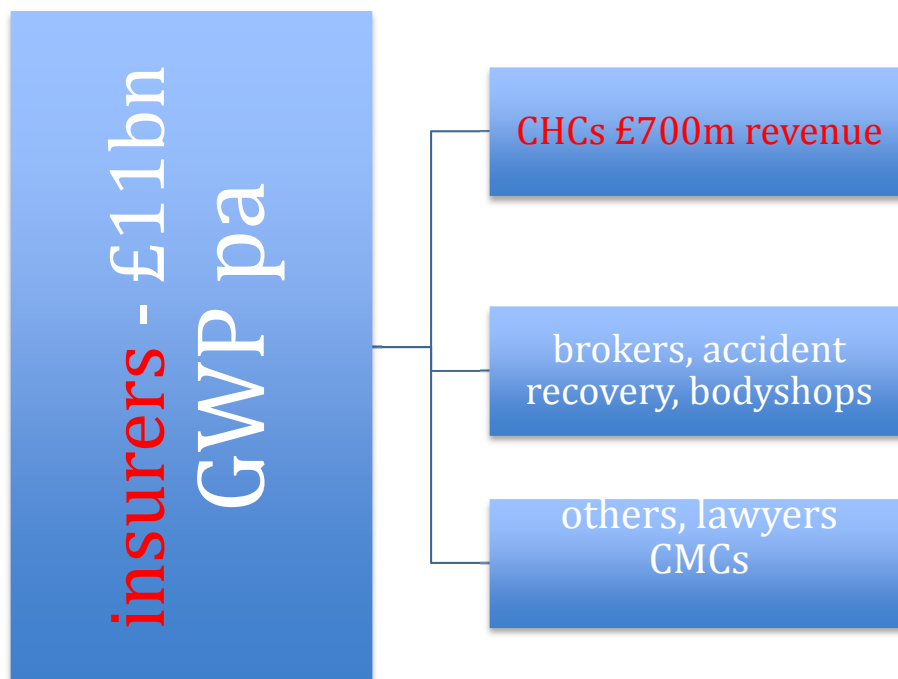 insurers - £11bn
GWP pa
CHCs £700m revenue
brokers, accident
recovery, bodyshops
others, lawyers
CMCs